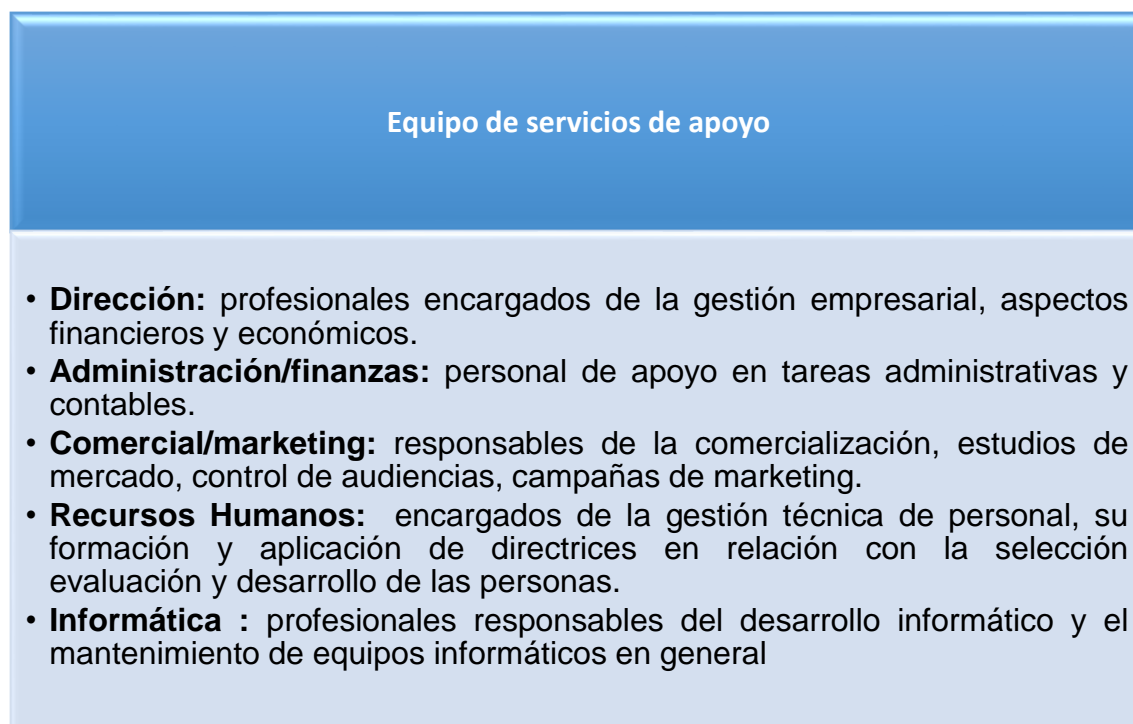 Equipo de servicios de apoyo
• Dirección: profesionales encargados de la gestión empresarial, aspectos
financieros y económicos.
• Administración/finanzas: personal de apoyo en tareas administrativas y
contables.
• Comercial/marketing: responsables de la comercialización, estudios de
mercado, control de audiencias, campañas de marketing.
• Recursos Humanos: encargados de la gestión técnica de personal, su
formación y aplicación de directrices en relación con la selección
evaluación y desarrollo de las personas.
• Informática : profesionales responsables del desarrollo informático y el
mantenimiento de equipos informáticos en general